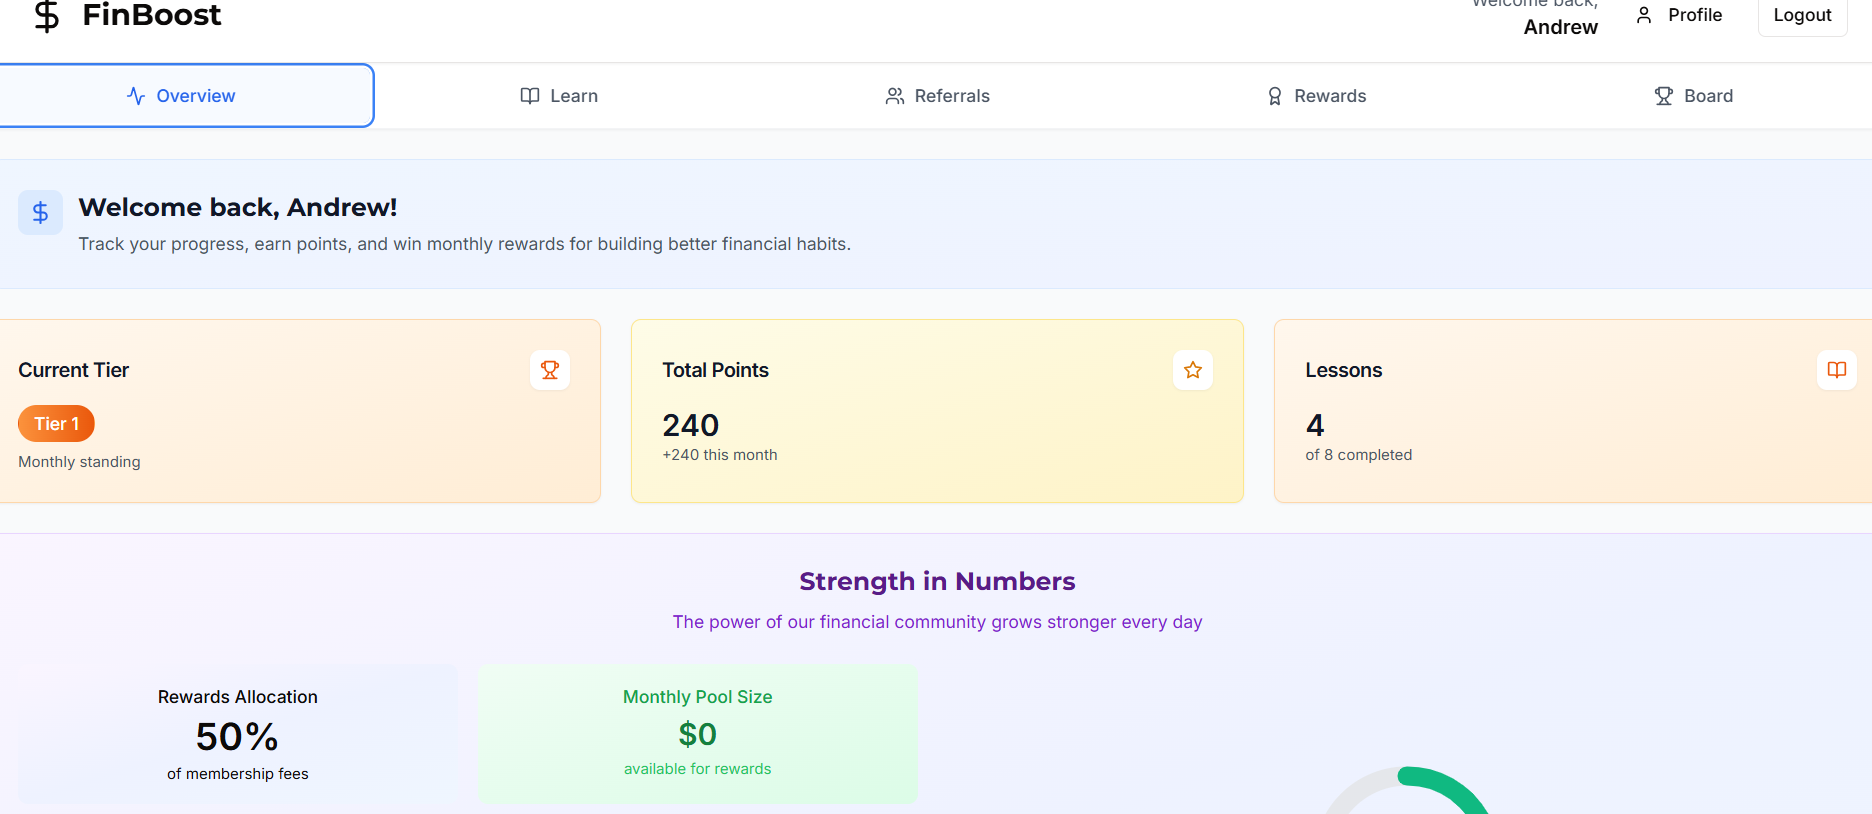 FinBoost
Welcome back,
Andrew
Profile
Logout
Overview
Learn
Referrals
Rewards
Board
Welcome back, Andrew!
Track your progress, earn points, and win monthly rewards for building better financial habits.
Current Tier
Tier 1
Monthly standing
Total Points
240
+240 this month
Lessons
4
of 8 completed
Strength in Numbers
The power of our financial community grows stronger every day
Rewards Allocation
50%
of membership fees
Monthly Pool Size
$0
available for rewards